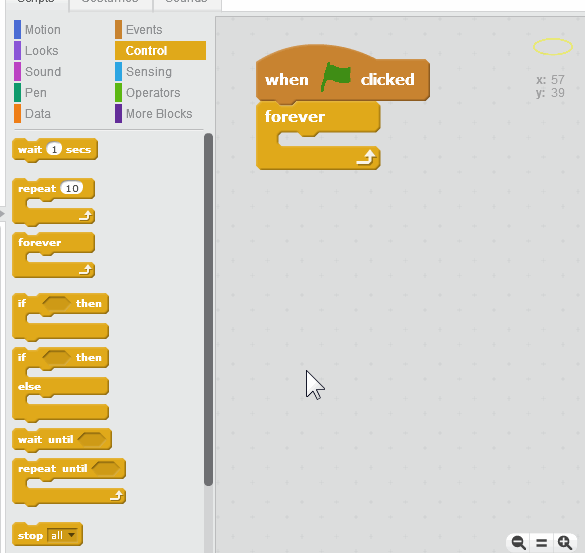 Scripts Costumes Sounds
Motion Events
Looks Control
Sound Sensing
Pen Operators
Data More Blocks
wait 1 secs
repeat 10
forever
if then
if then
else
wait until
repeat until
stop all
when clicked
forever
x: 57
y: 39